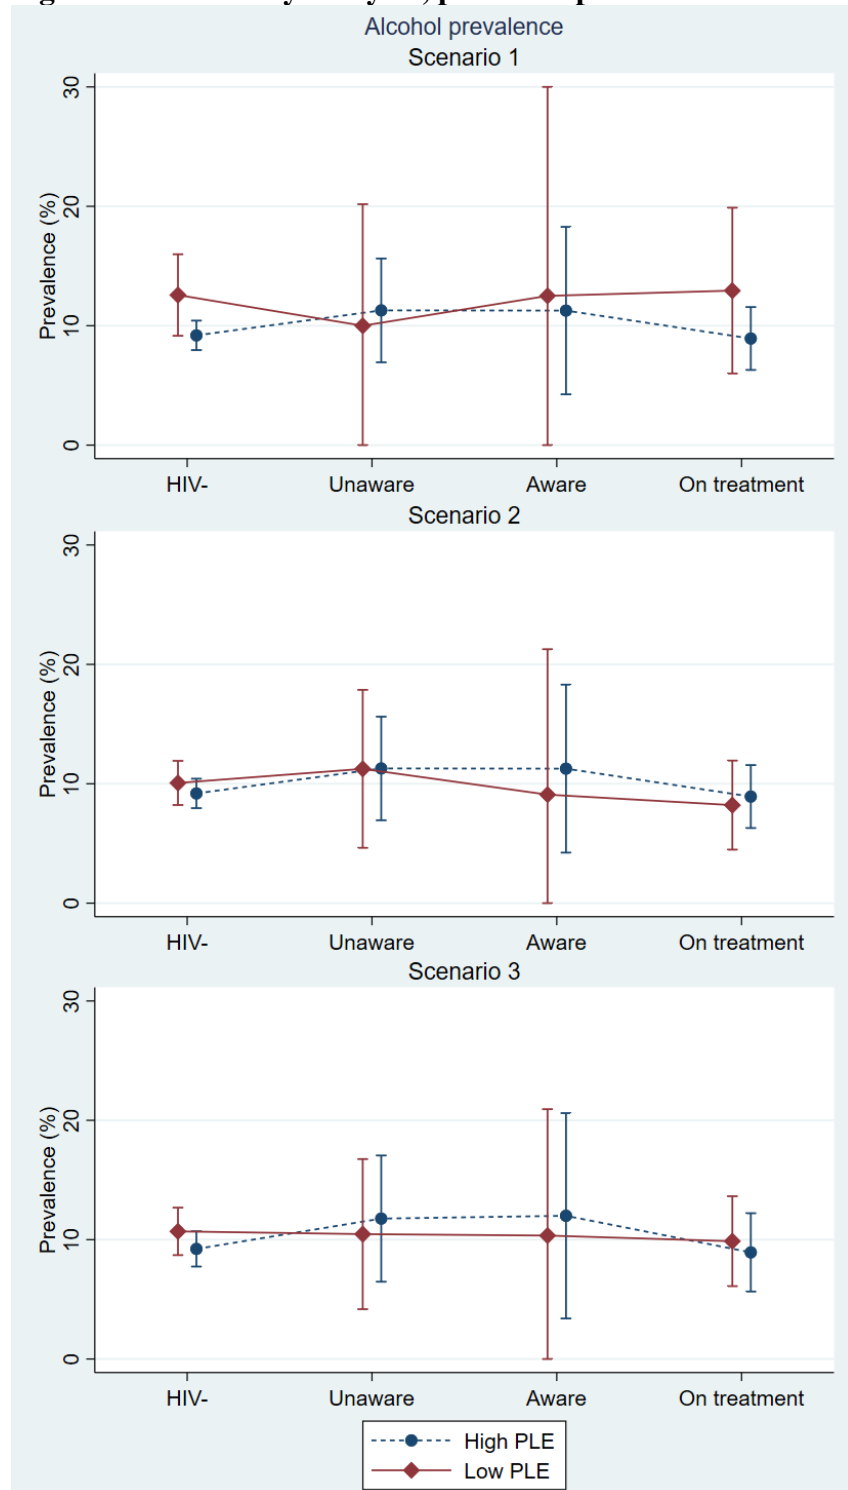 Alcohol prevalence
Scenario 1
Prevalence (%)
30
20
10
0
HIV- Unaware Aware On treatment
Scenario 2
Prevalence (%)
30
20
10
0
HIV- Unaware Aware On treatment
Scenario 3
Prevalence (%)
30
20
10
0
HIV- Unaware Aware On treatment
High PLE
Low PLE